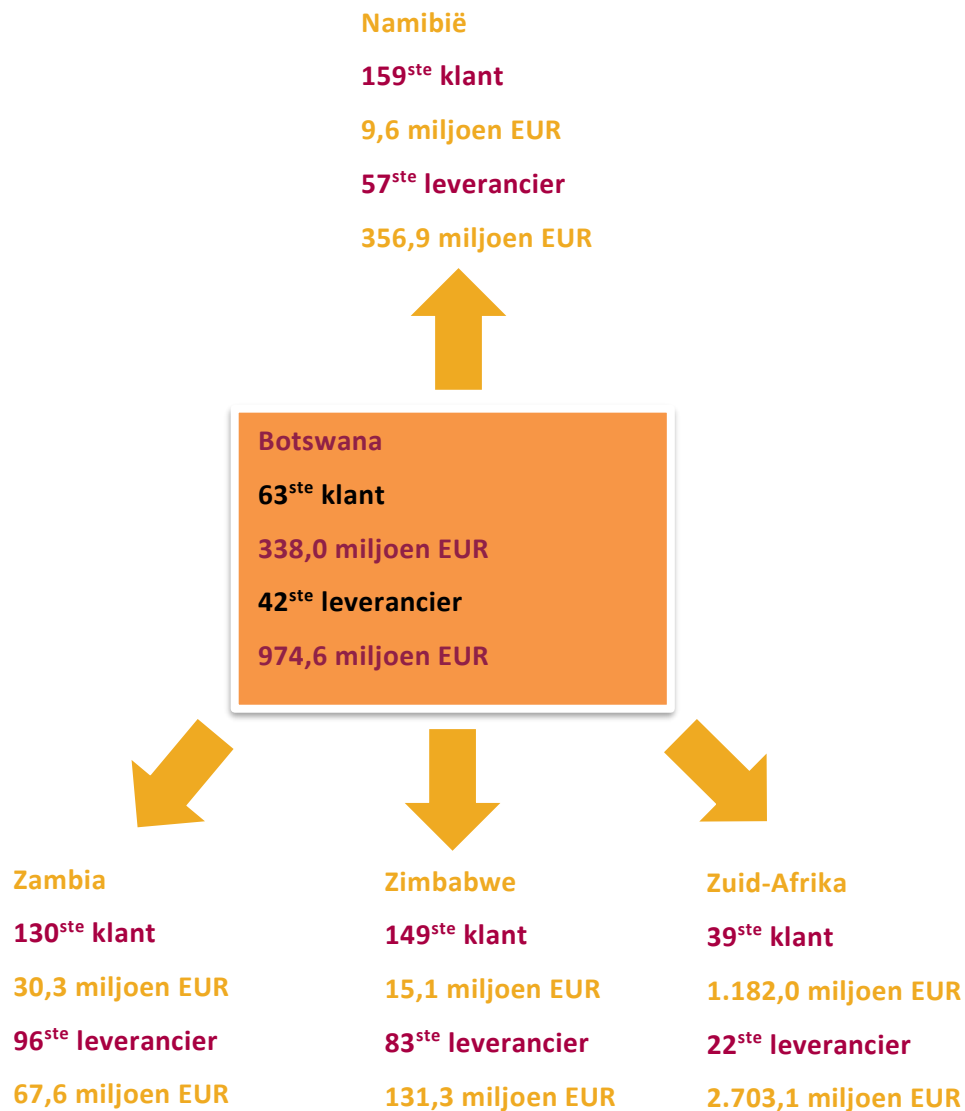 Namibië
159ste klant
9,6 miljoen EUR
57ste leverancier
356,9 miljoen EUR
Botswana
63ste klant
338,0 miljoen EUR
42ste leverancier
974,6 miljoen EUR
Zambia
130ste klant
30,3 miljoen EUR
96ste leverancier
67,6 miljoen EUR
Zimbabwe
149ste klant
15,1 miljoen EUR
83ste leverancier
131,3 miljoen EUR
Zuid-Afrika
39ste klant
1.182,0 miljoen EUR
22ste leverancier
2.703,1 miljoen EUR